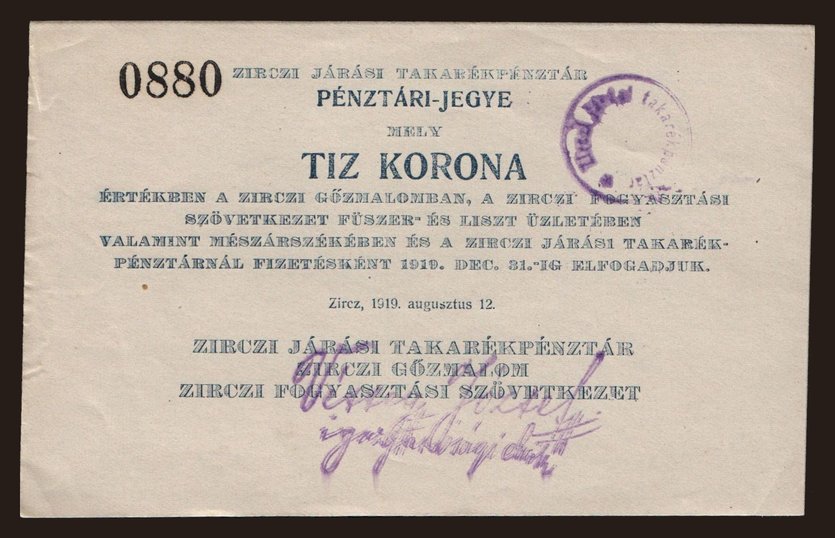 0880
ZIRCZI JÁRÁSI TAKARÉKPÉNZTÁR
PÉNZTÁRI-JEGYE
MELY
TIZ KORONA
ÉRTÉKBEN A ZIRCZI GŐZMALOMBAN, A ZIRCZI FOGYASZTÁSI
SZÖVETKEZET FÜSZER- ÉS LISZT ÜZLETÉBEN
VALAMINT MÉSZÁRSZÉKÉBEN ÉS A ZIRCZI JÁRÁSI TAKARÉK-
PÉNZTÁRNÁL FIZETÉSKÉNT 1919. DEC. 31.-IG ELFOGADJUK.
Zircz, 1919. augusztus 12.
ZIRCZI JÁRÁSI TAKARÉKPÉNZTÁR
ZIRCZI GŐZMALOM
ZIRCZI FOGYASZTÁSI SZÖVETKEZET
takarékpénztár